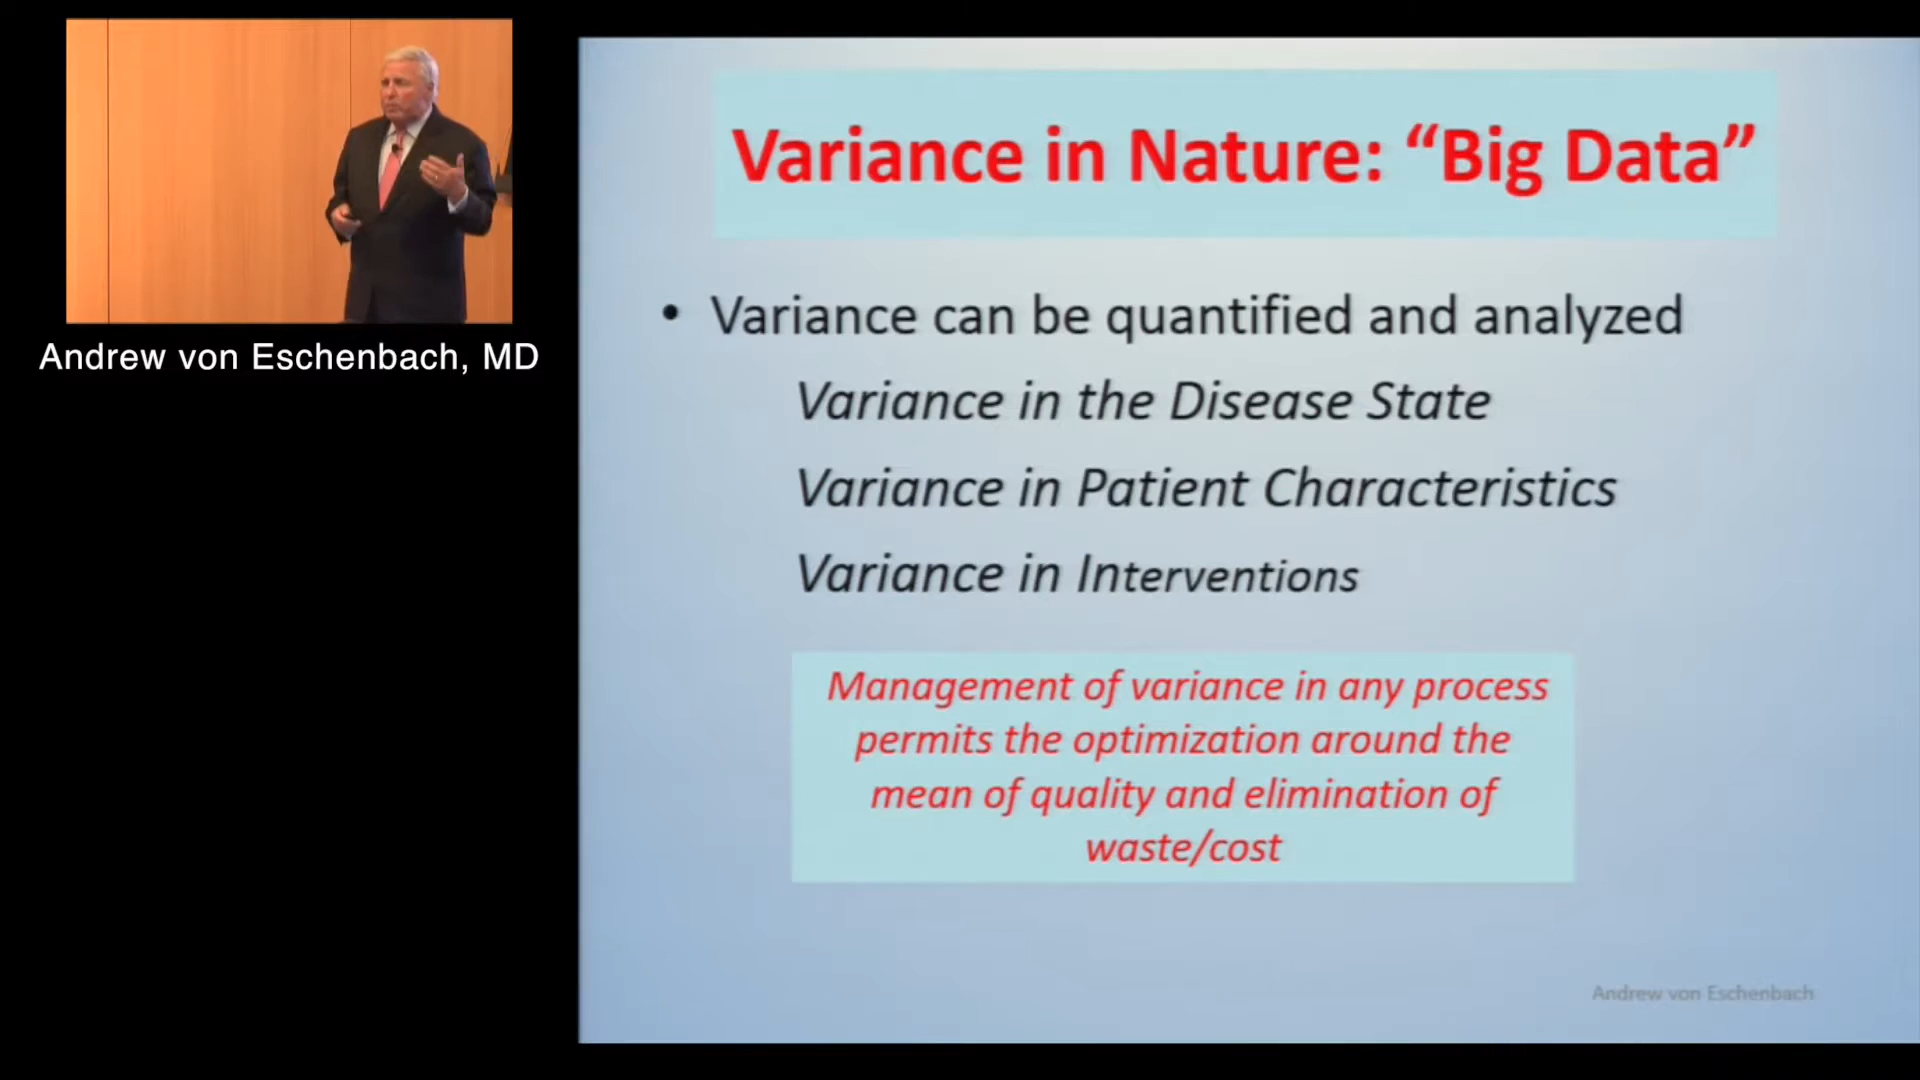 Andrew von Eschenbach, MD
Variance in Nature: “Big Data”
• Variance can be quantified and analyzed
Variance in the Disease State
Variance in Patient Characteristics
Variance in Interventions
Management of variance in any process
permits the optimization around the
mean of quality and elimination of
waste/cost
Andrew von Eschenbach